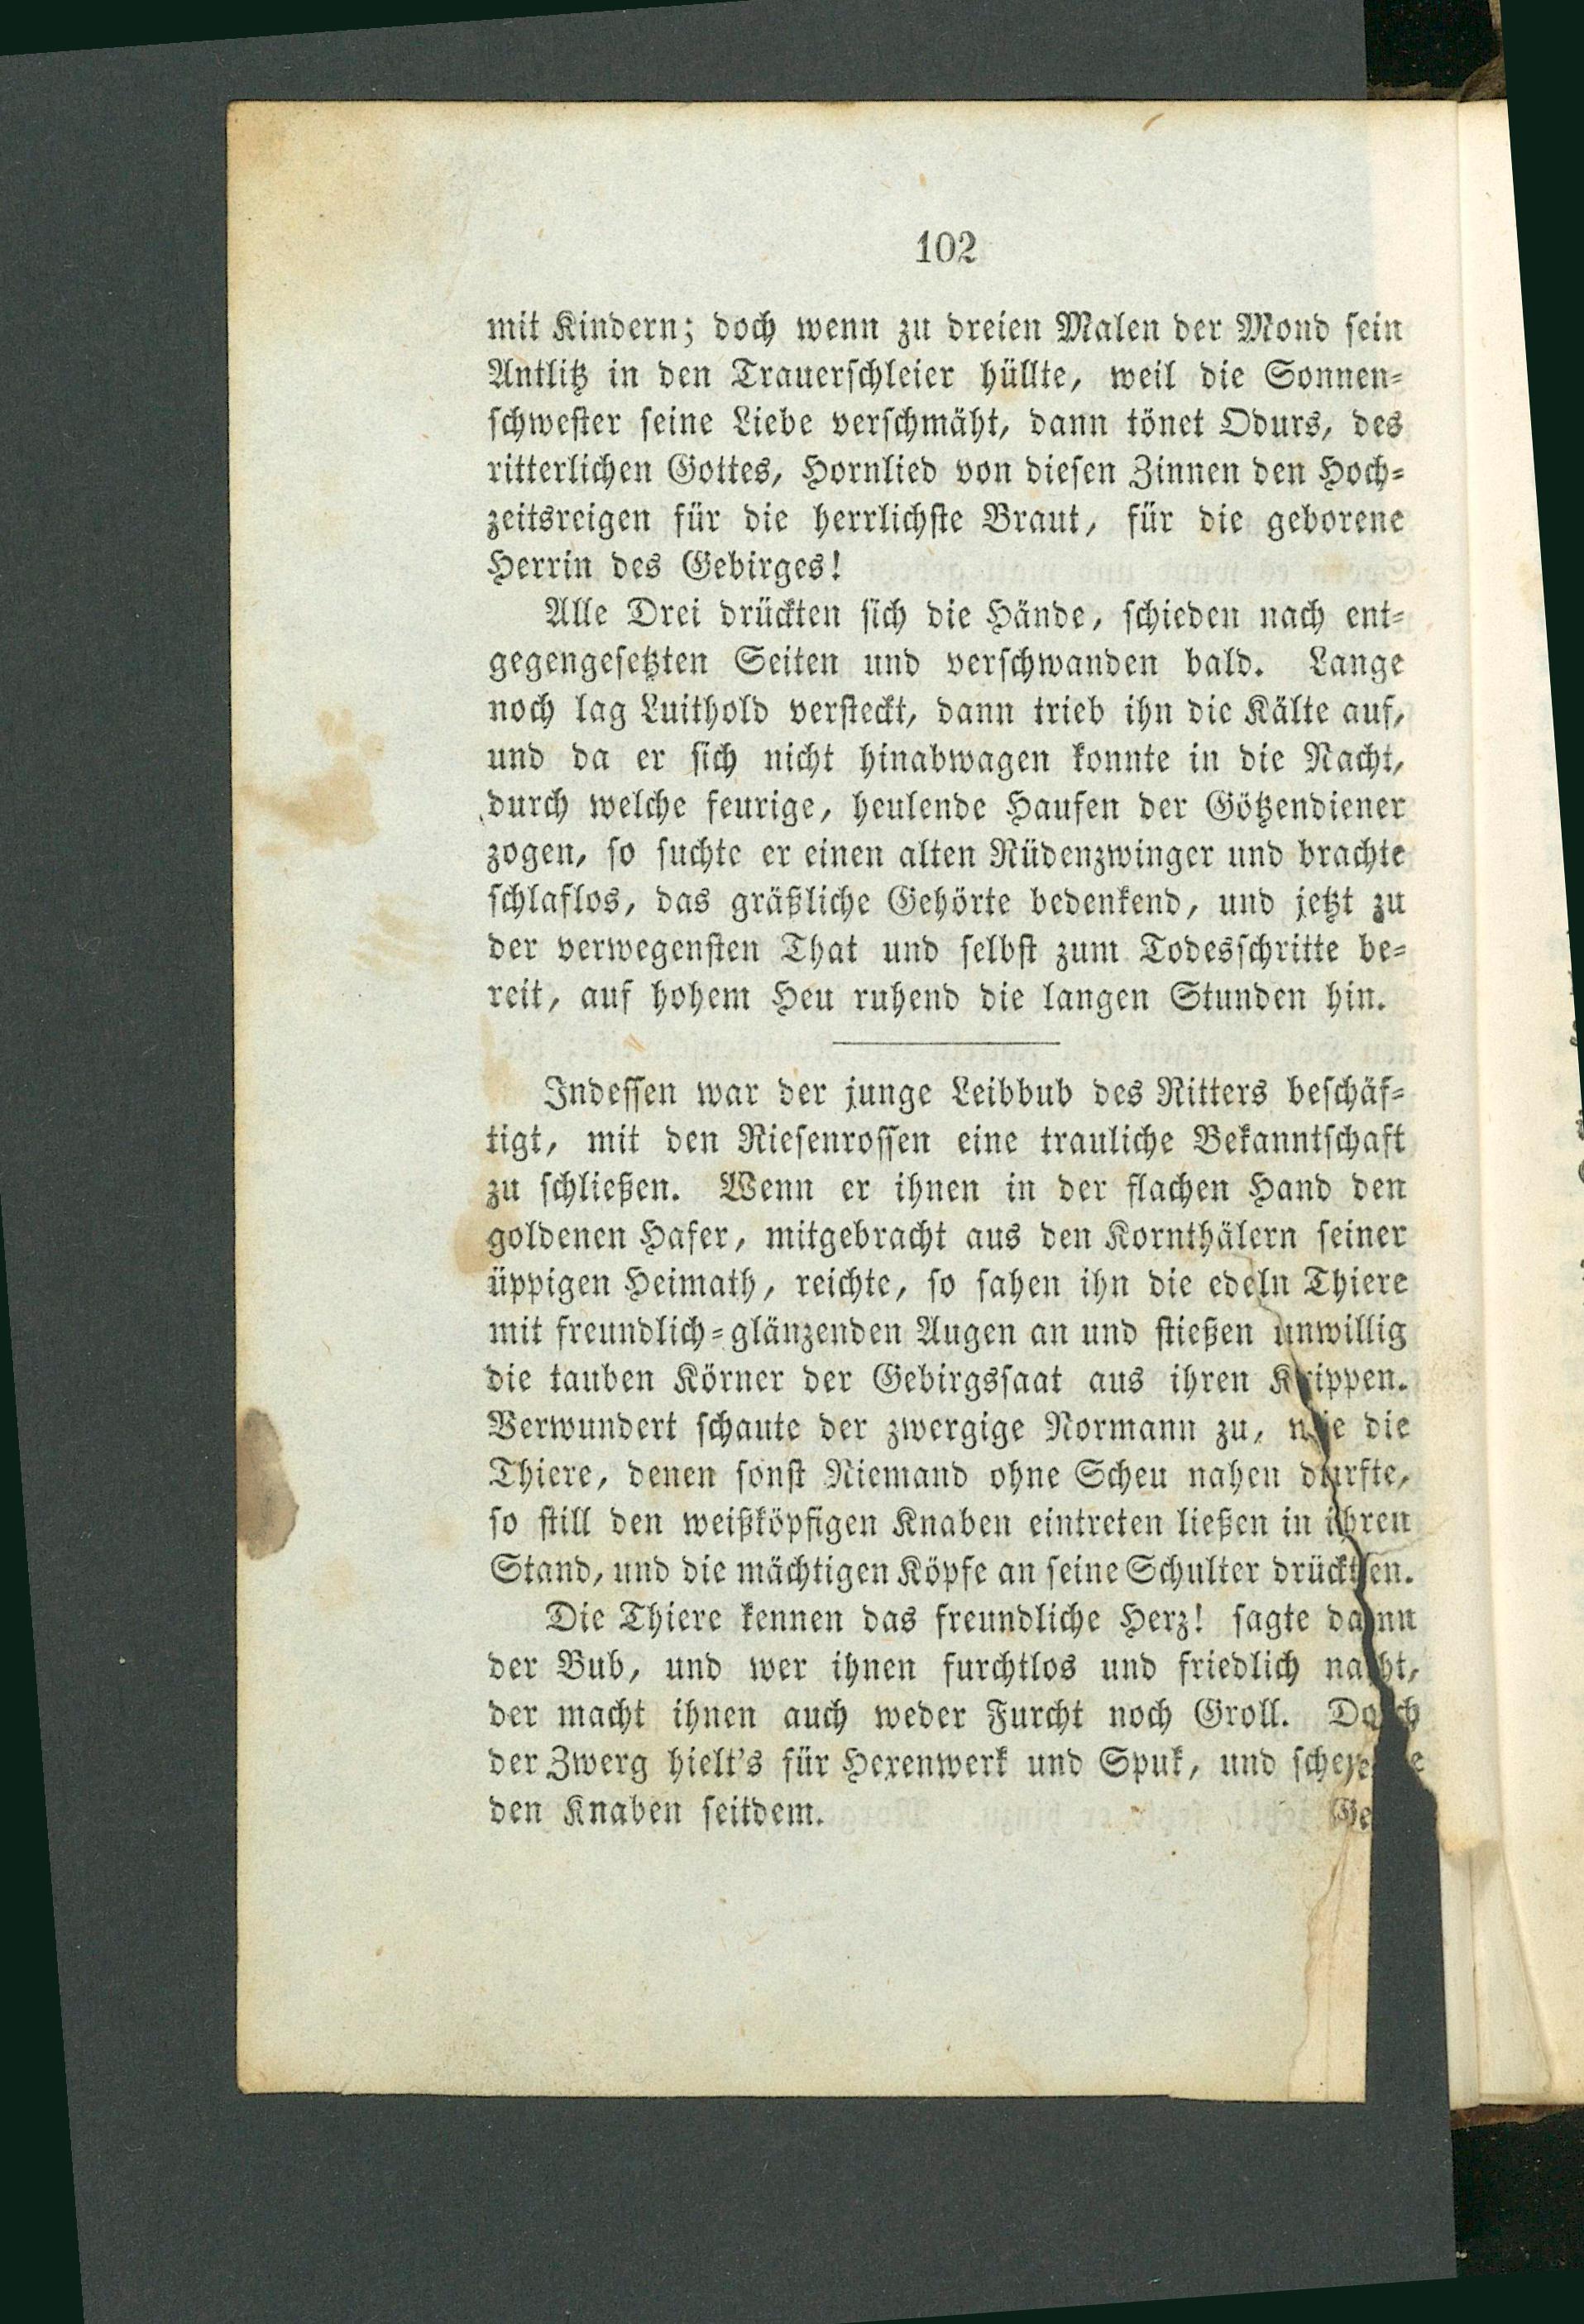 102
mit Kindern; doch wenn zu dreien Malen der Mond sein
Antlitz in den Trauerschleier hüllte, weil die Sonnen-
schwester seine Liebe verschmäht, dann tönet Odurs, des
ritterlichen Gottes, Hornlied von diesen Zinnen den Hoch-
zeitsreigen für die herrlichste Braut, für die geborene
Herrin des Gebirges!
Alle Drei drückten sich die Hände, schieden nach ent-
gegengesetzten Seiten und verschwanden bald. Lange
noch lag Luithold versteckt, dann trieb ihn die Kälte auf,
und da er sich nicht hinabwagen konnte in die Nacht,
durch welche feurige, heulende Haufen der Götzendiener
zogen, so suchte er einen alten Rüdenzwinger und brachte
schlaflos, das gräßliche Gehörte bedenkend, und jetzt zu
der verwegensten That und selbst zum Todesschritte be-
reit, auf hohem Heu ruhend die langen Stunden hin.
Indessen war der junge Leibbub des Ritters beschäf-
tigt, mit den Riesenrossen eine trauliche Bekanntschaft
zu schließen. Wenn er ihnen in der flachen Hand den
goldenen Hafer, mitgebracht aus den Kornthälern seiner
üppigen Heimath, reichte, so sahen ihn die edeln Thiere
mit freundlich-glänzenden Augen an und stießen unwillig
die tauben Körner der Gebirgssaat aus ihren Krippen.
Verwundert schaute der zwergige Normann zu, wie die
Thiere, denen sonst Niemand ohne Scheu nahen durfte,
so still den weißköpfigen Knaben eintreten ließen in ihren
Stand, und die mächtigen Köpfe an seine Schulter drückten.
Die Thiere kennen das freundliche Herz! sagte dann
der Bub, und wer ihnen furchtlos und friedlich naht,
der macht ihnen auch weder Furcht noch Groll. Doch
der Zwerg hielt's für Hexenwerk und Spuk, und
den Knaben seitdem.